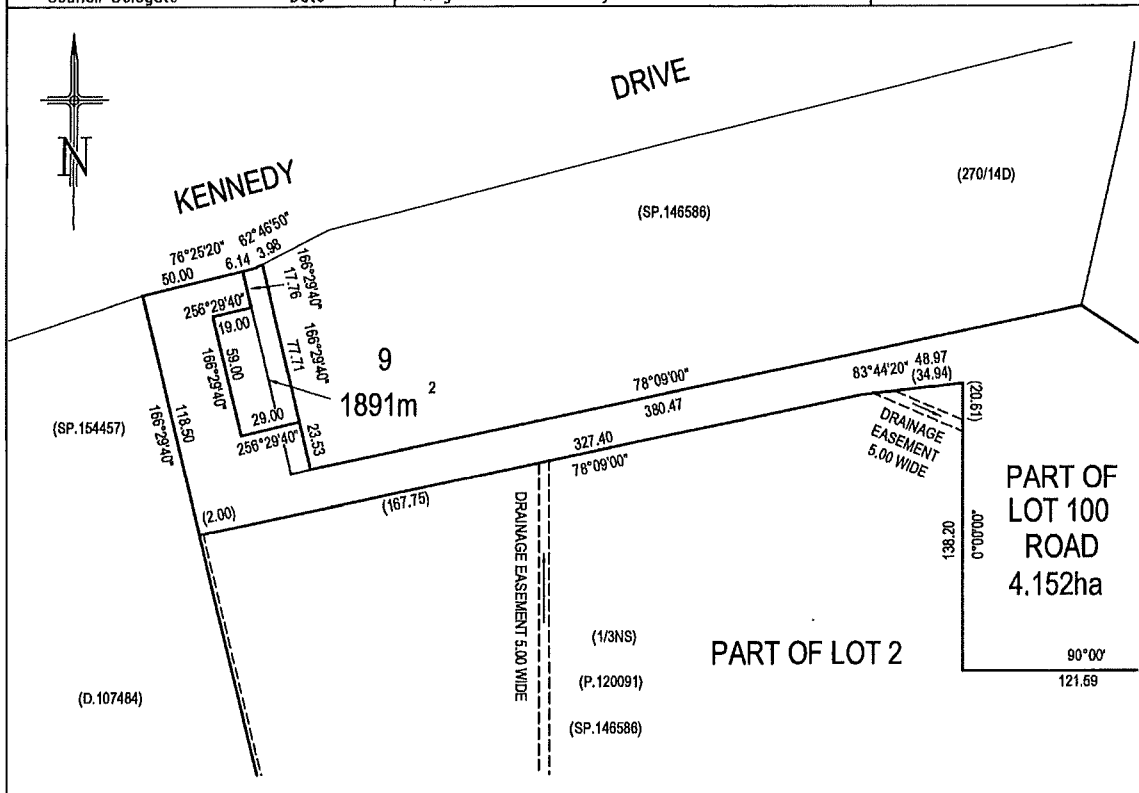 N
KENNEDY
DRIVE
(270/14D)
(SP.146586)
76°25'20"
62°46'50"
50.00
6.14
3.98
166°29'40"
17.76
256°29'40"
19.00
166°29'40"
77.71
59.00
166°29'40"
9
1891m 2
29.00
256°29'40"
23.53
(SP.154457)
118.50
166°29'40"
78°09'00"
380.47
83°44'20"
48.97
(34.94)
(20.61)
327.40
78°09'00"
DRAINAGE
EASEMENT
5.00 WIDE
(2.00)
(167.75)
DRAINAGE EASEMENT 5.00 WIDE
138.20
0°00'00"
PART OF
LOT 100
ROAD
4.152ha
(1/3NS)
PART OF LOT 2
(P.120091)
(D.107484)
(SP.146586)
90°00'
121.69